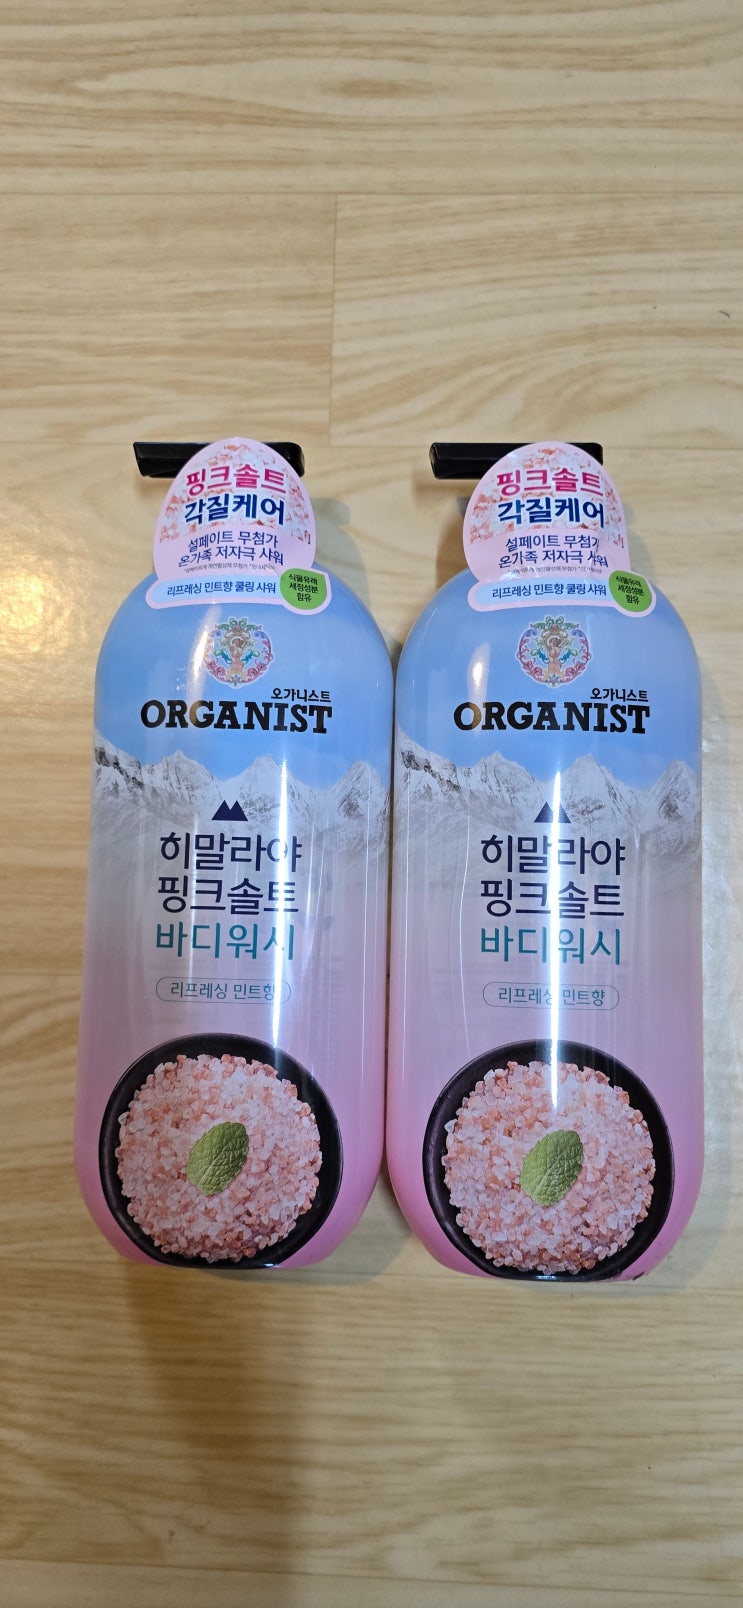 핑크솔트
각질케어
설페이트 무첨가
온가족 저자극 샤워
리프레싱 민트향 쿨링 샤워
식물유래
세정성분
함유
오가니스트
ORGANIST
히말라야
핑크솔트
바디워시
리프레싱 민트향
핑크솔트
각질케어
설페이트 무첨가
온가족 저자극 샤워
리프레싱 민트향 쿨링 샤워
식물유래
세정성분
함유
오가니스트
ORGANIST
히말라야
핑크솔트
바디워시
리프레싱 민트향